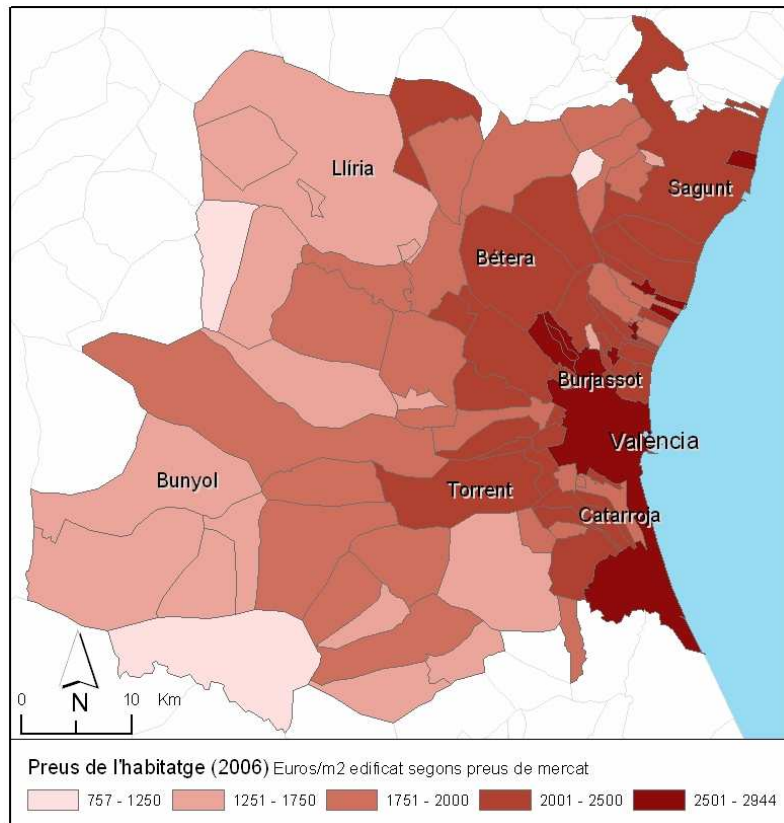 Llíria
Sagunt
Bétera
Burjassot
València
Bunyol
Torrent
Catarroja
0 10 Km
N
Preus de l'habitatge (2006) Euros/m2 edificat segons preus de mercat
757 - 1250 1251 - 1750 1751 - 2000 2001 - 2500 2501 - 2944